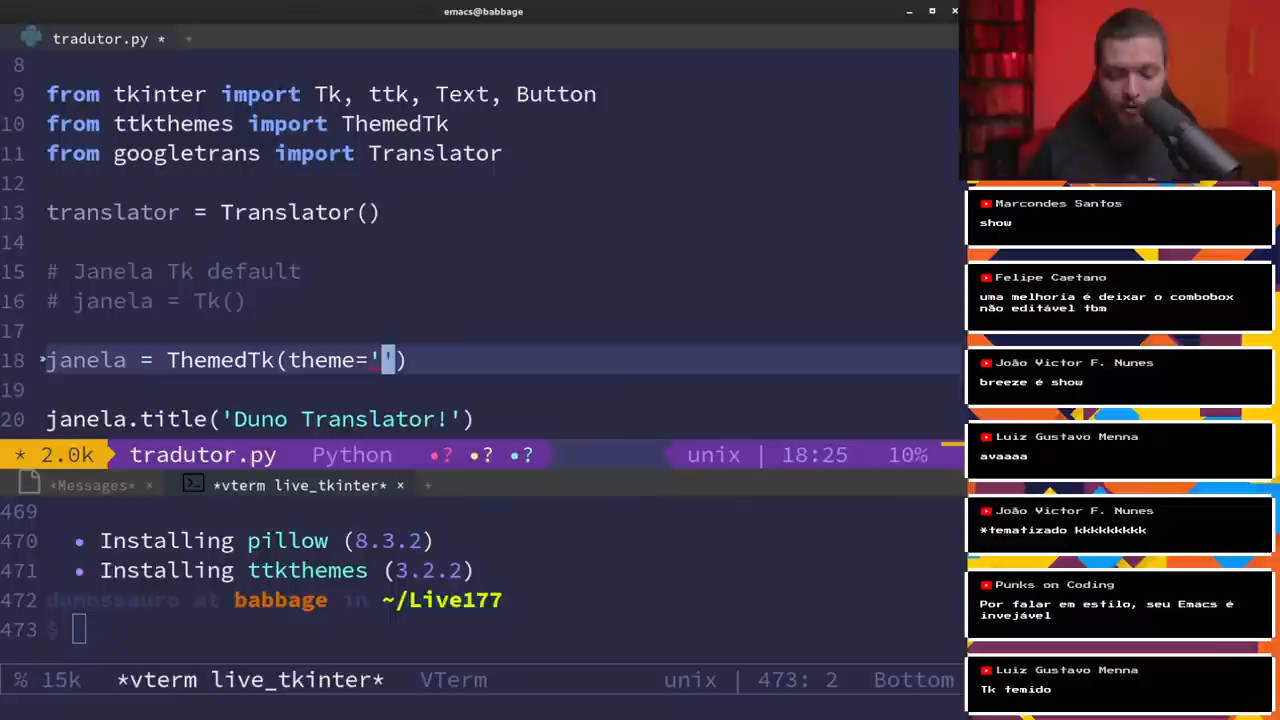 emacs@babbage
tradutor.py *
8
9 from tkinter import Tk, ttk, Text, Button
10 from ttkthemes import ThemedTk
11 from googletrans import Translator
12
13 translator = Translator()
14
15 # Janela Tk default
16 # janela = Tk()
17
18 janela = ThemedTk(theme='')
19
20 janela.title('Duno Translator!')
* 2.0k tradutor.py Python •? •? •? unix | 18:25 10%
*Messages* × *vterm live_tkinter* × +
469
470 • Installing pillow (8.3.2)
471 • Installing ttkthemes (3.2.2)
472 dunossauro at babbage in ~/Live177
473 $
% 15k *vterm live_tkinter* VTerm unix | 473: 2 Bottom
Marcondes Santos
show
Felipe Caetano
uma melhoria é deixar o combobox
não editável tbm
João Victor F. Nunes
breeze é show
Luiz Gustavo Menna
avaaaa
João Victor F. Nunes
*tematizado kkkkkkkkk
Punks on Coding
Por falar em estilo, seu Emacs é
invejável
Luiz Gustavo Menna
Tk temido